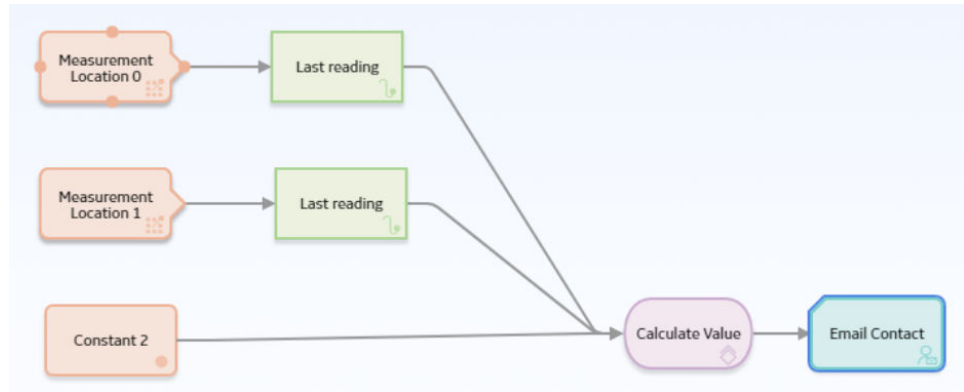 Measurement
Location 0
Last reading
Measurement
Location 1
Last reading
Constant 2
Calculate Value
Email Contact